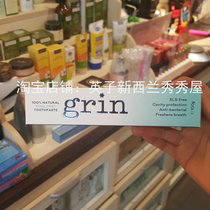 淘宝店铺：英子新西兰秀秀屋
100% NATURAL
TOOTHPASTE
grin
SLS-free
Cavity protection
Anti-bacterial
Freshens breath